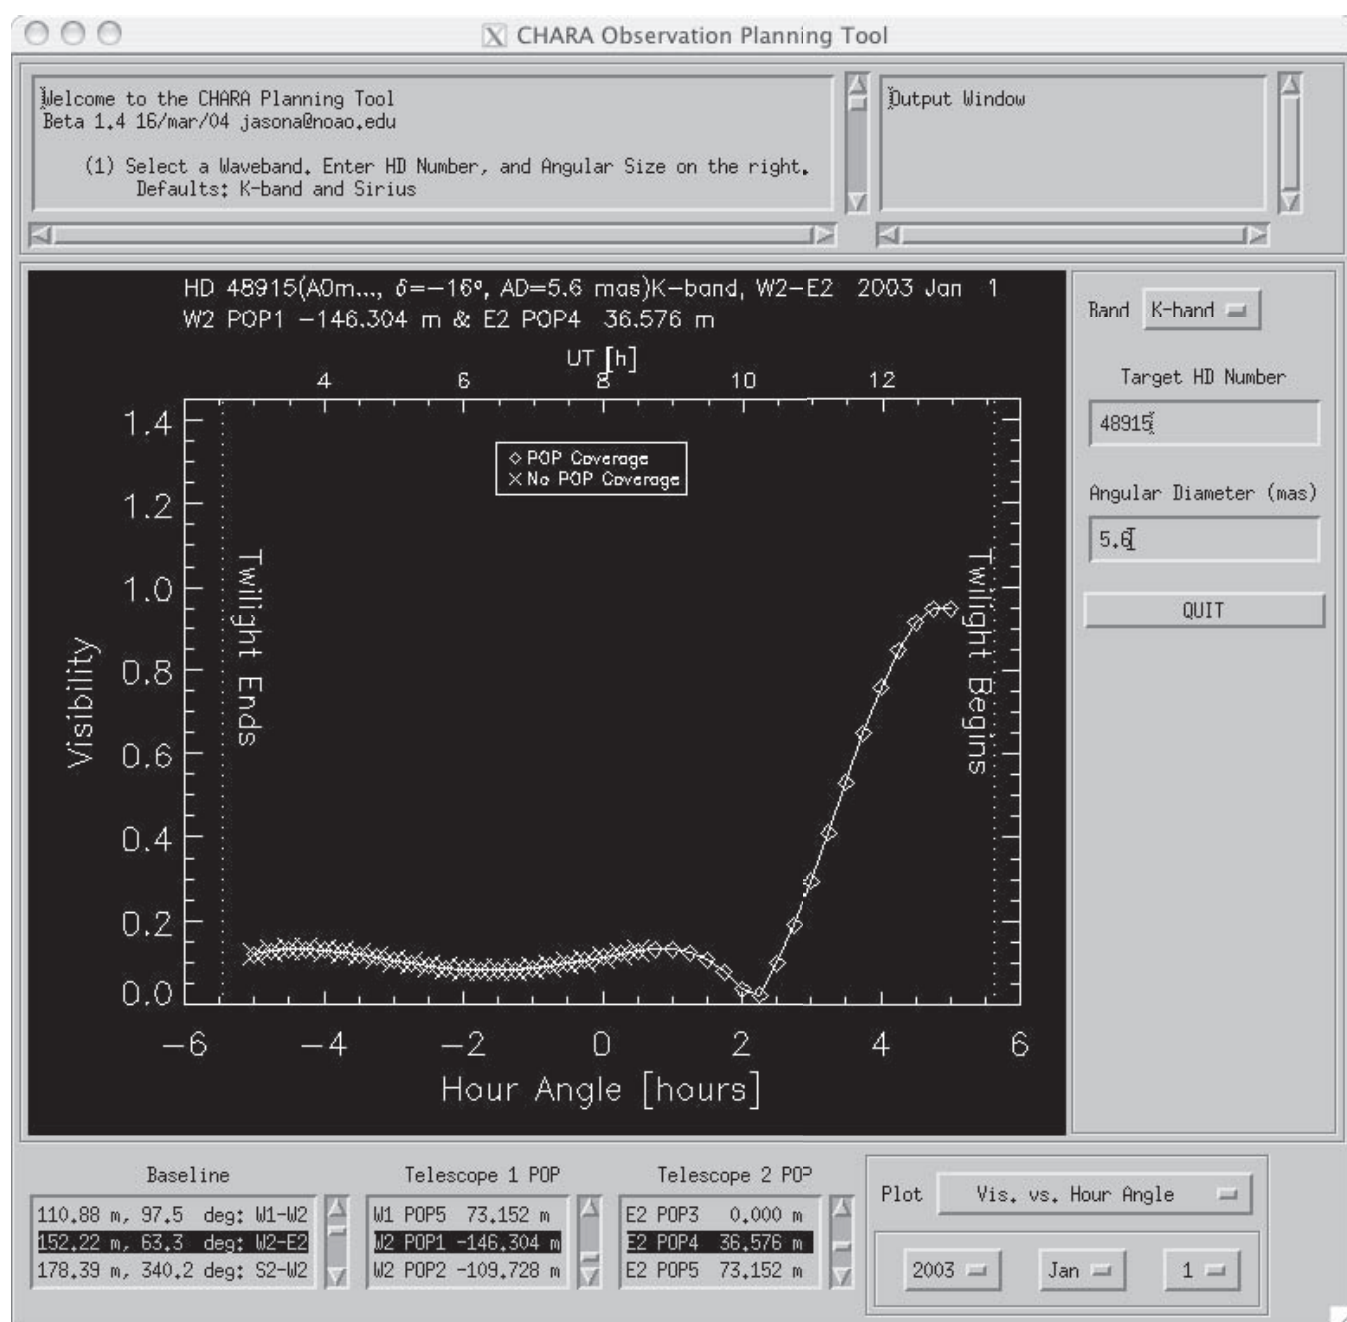 CHARA Observation Planning Tool
Welcome to the CHARA Planning Tool
Beta 1.4 16/mar/04 jasona@noao.edu
(1) Select a Waveband. Enter HD Number, and Angular Size on the right.
Defaults: K-band and Sirius
Output Window
HD 48915(A0m..., δ=-16°, AD=5.6 mas)K-band, W2-E2 2003 Jan 1
W2 POP1 -146.304 m & E2 POP4 36.576 m
UT [h]
4 6 8 10 12
1.4
1.2
1.0
0.8
0.6
0.4
0.2
0.0
Visibility
◇ POP Coverage
× No POP Coverage
Twilight Ends
Twilight Begins
-6 -4 -2 0 2 4 6
Hour Angle [hours]
Band K-band
Target HD Number
48915
Angular Diameter (mas)
5.6
QUIT
Baseline
110.88 m, 97.5 deg: W1-W2
152.22 m, 63.3 deg: W2-E2
178.39 m, 340.2 deg: S2-W2
Telescope 1 POP
W1 POP5 73.152 m
W2 POP1 -146.304 m
W2 POP2 -109.728 m
Telescope 2 POP
E2 POP3 0.000 m
E2 POP4 36.576 m
E2 POP5 73.152 m
Plot Vis. vs. Hour Angle
2003 Jan 1